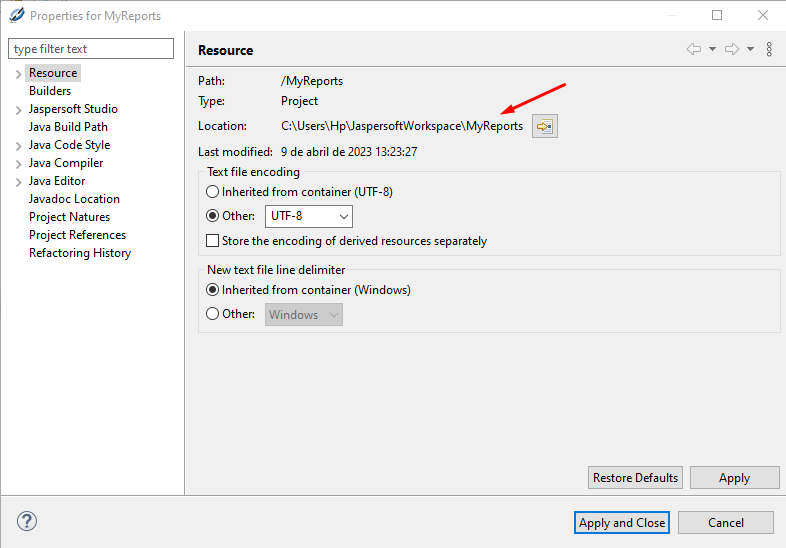 Properties for MyReports
type filter text
Resource
Builders
Jaspersoft Studio
Java Build Path
Java Code Style
Java Compiler
Java Editor
Javadoc Location
Project Natures
Project References
Refactoring History
Resource
Path: /MyReports
Type: Project
Location: C:\Users\Hp\JaspersoftWorkspace\MyReports
Last modified: 9 de abril de 2023 13:23:27
Text file encoding
Inherited from container (UTF-8)
Other: UTF-8
Store the encoding of derived resources separately
New text file line delimiter
Inherited from container (Windows)
Other: Windows
Restore Defaults Apply
? Apply and Close Cancel